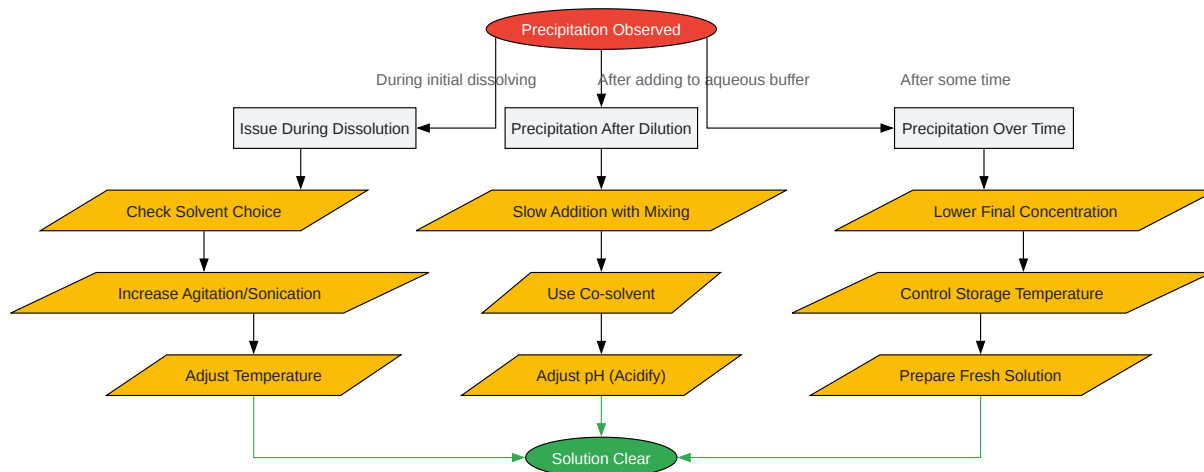 Precipitation Observed
During initial dissolving
After adding to aqueous buffer
After some time
Issue During Dissolution
Precipitation After Dilution
Precipitation Over Time
Check Solvent Choice
Slow Addition with Mixing
Lower Final Concentration
Increase Agitation/Sonication
Use Co-solvent
Control Storage Temperature
Adjust Temperature
Adjust pH (Acidify)
Prepare Fresh Solution
Solution Clear